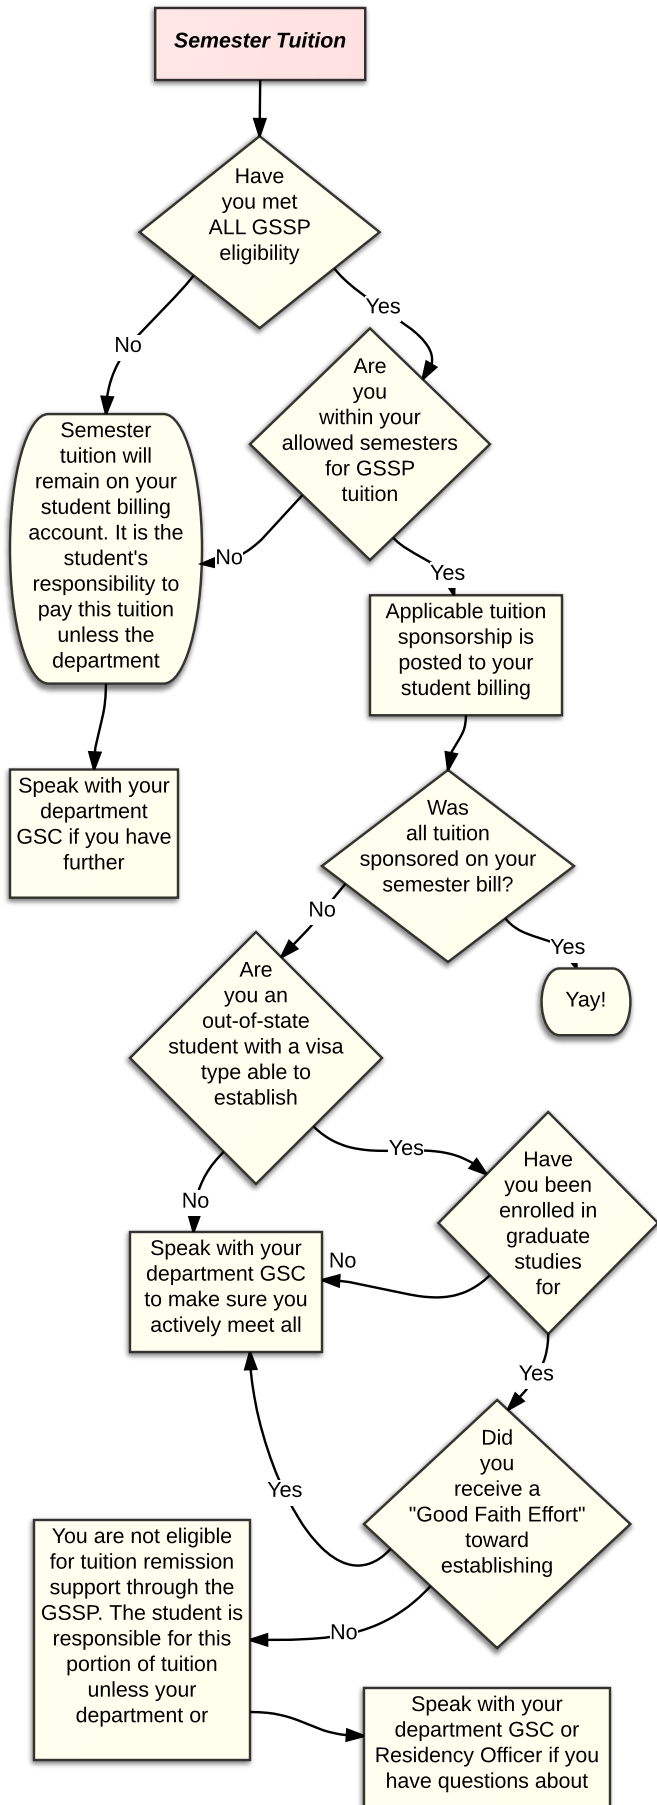 Semester Tuition
Have
you met
ALL GSSP
eligibility
Yes
No
Are
you
within your
allowed semesters
for GSSP
tuition
Semester
tuition will
remain on your
student billing
account. It is the
student's
responsibility to
pay this tuition
unless the
department
No
Yes
Applicable tuition
sponsorship is
posted to your
student billing
Speak with your
department
GSC if you have
further
Was
all tuition
sponsored on your
semester bill?
No
Yes
Yay!
Are
you an
out-of-state
student with a visa
type able to
establish
Yes
No
Have
you been
enrolled in
graduate
studies
for
Speak with your
department GSC
to make sure you
actively meet all
No
Yes
Did
you
receive a
"Good Faith Effort"
toward
establishing
Yes
You are not eligible
for tuition remission
support through the
GSSP. The student is
responsible for this
portion of tuition
unless your
department or
No
Speak with your
department GSC or
Residency Officer if you
have questions about